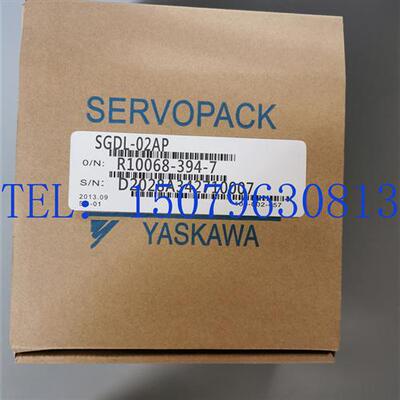 SERVOPACK
SGDL-02AP
O/N: R10068-394-7
S/N:
TEL: 15079630813
2013.09
YASKAWA